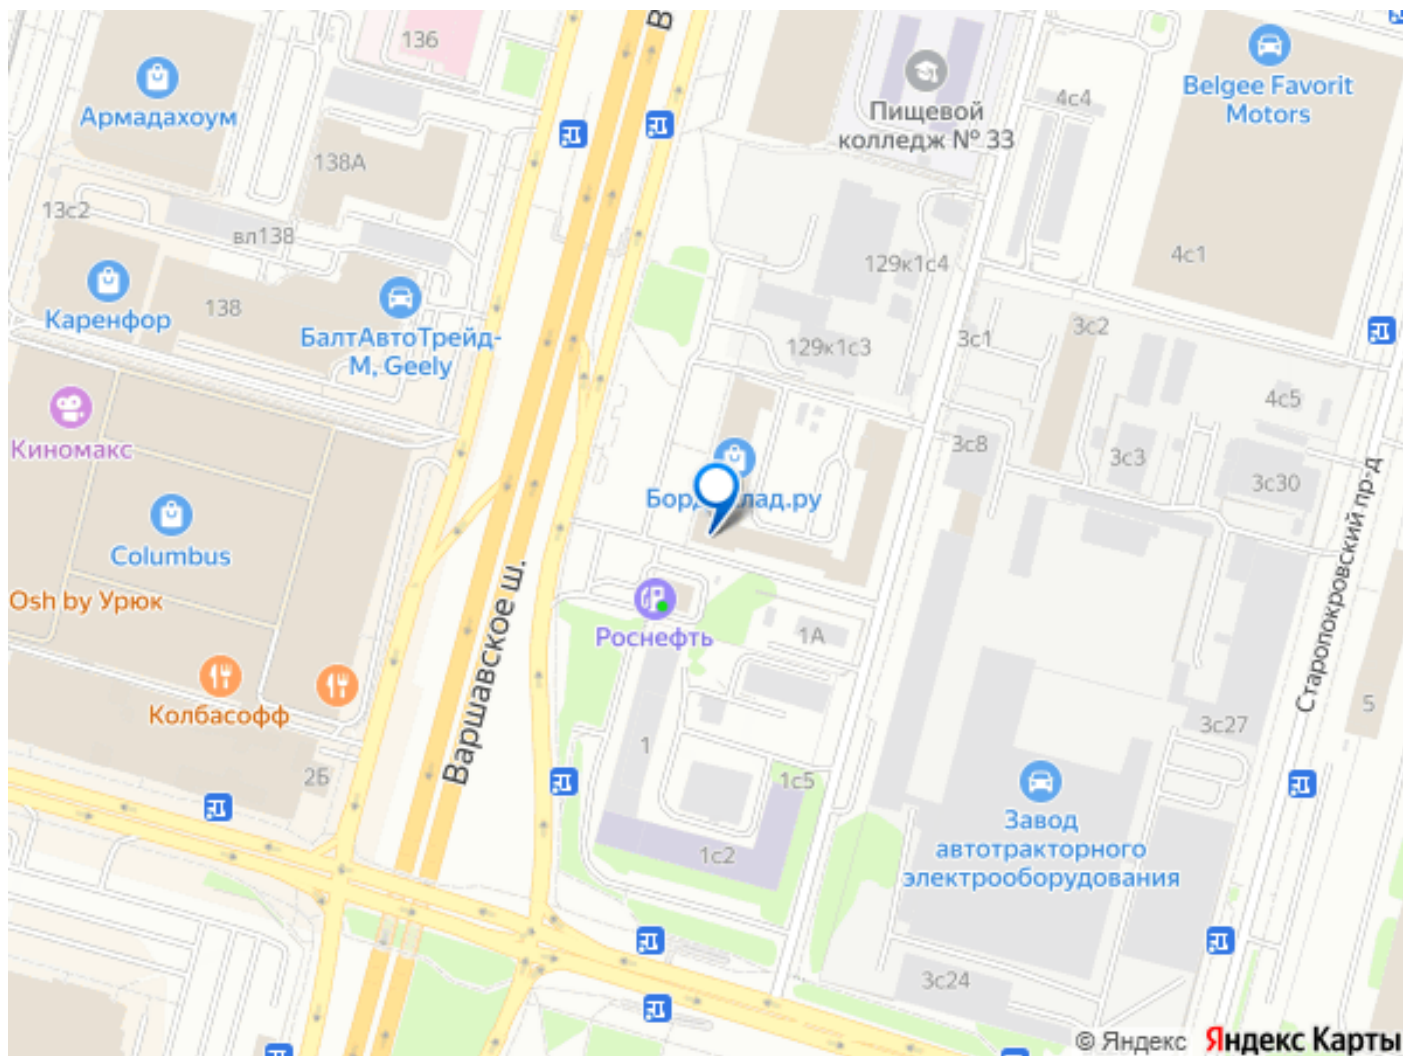 136
В
Армадахоум
138А
Пищевой
колледж № 33
4с4
Belgee Favorit
Motors
13с2
вл138
129к1с4
4с1
Каренфор
138
БалтАвтоТрейд-
М, Geely
129к1с3
3с1
3с2
4с5
Киномакс
3с8
3с3
3с30
Columbus
Osh by Урюк
Варшавское ш.
Роснефть
1А
Старопокровский пр-д
Колбасофф
5
3с27
1
2Б
1с5
1с2
Завод
автотракторного
электрооборудования
3с24
© Яндекс Яндекс Карты